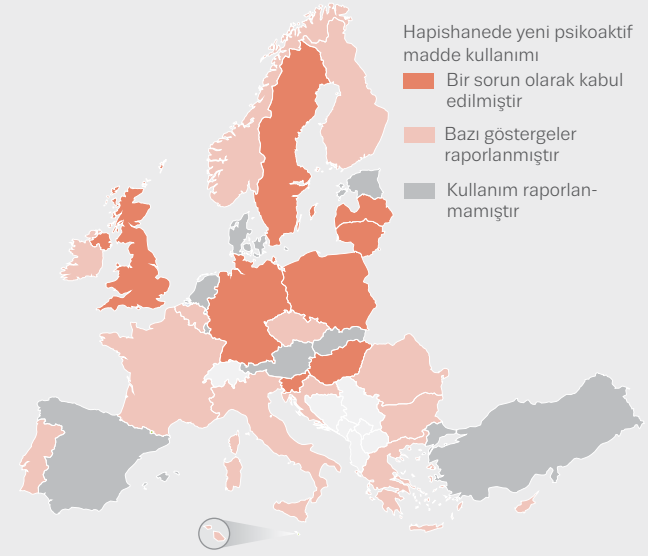 Hapishanede yeni psikoaktif
madde kullanımı
Bir sorun olarak kabul
edilmiştir
Bazı göstergeler
raporlanmıştır
Kullanım raporlan-
mamıştır